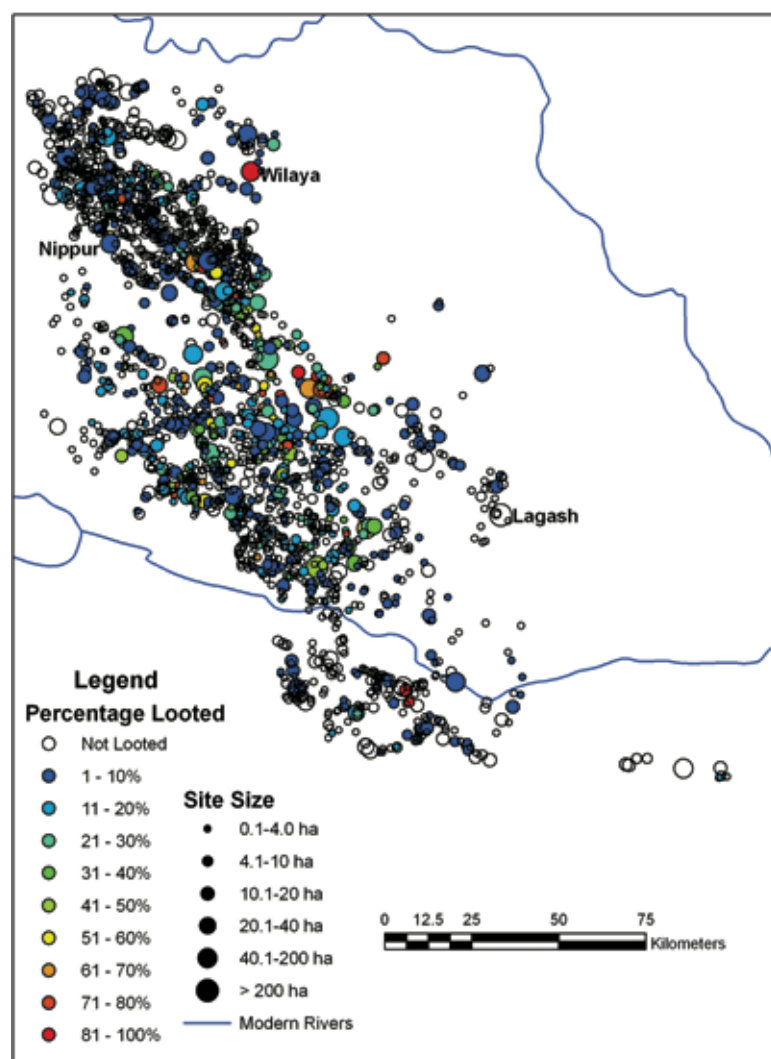 Wilaya
Nippur
Lagash
Legend
Percentage Looted
Not Looted
1 - 10%
11 - 20%
21 - 30%
31 - 40%
41 - 50%
51 - 60%
61 - 70%
71 - 80%
81 - 100%
Site Size
0.1-4.0 ha
4.1-10 ha
10.1-20 ha
20.1-40 ha
40.1-200 ha
> 200 ha
Modern Rivers
0 12.5 25 50 75
Kilometers